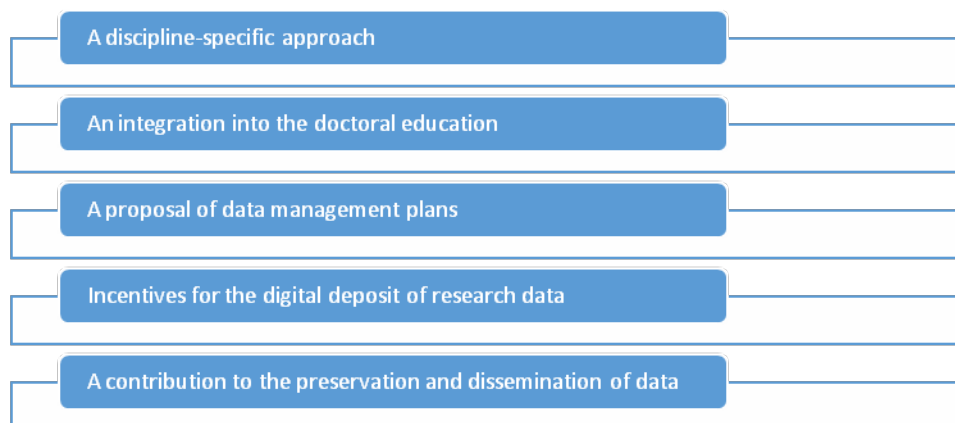 A discipline-specific approach
An integration into the doctoral education
A proposal of data management plans
Incentives for the digital deposit of research data
A contribution to the preservation and dissemination of data